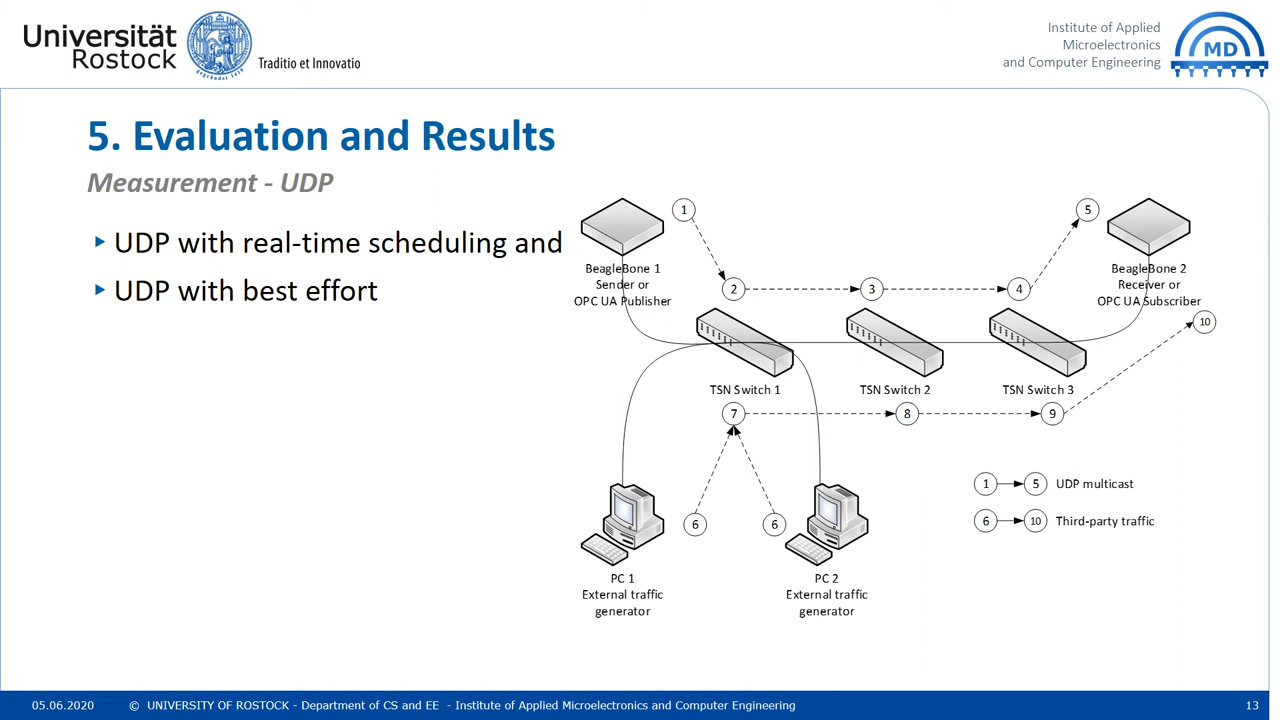 Universität
Rostock
Traditio et Innovatio
Institute of Applied
Microelectronics
and Computer Engineering
MD
5. Evaluation and Results
Measurement - UDP
UDP with real-time scheduling and
UDP with best effort
1
5
BeagleBone 1
Sender or
OPC UA Publisher
2
3
4
BeagleBone 2
Receiver or
OPC UA Subscriber
10
TSN Switch 1
TSN Switch 2
TSN Switch 3
7
8
9
6
6
1
5
UDP multicast
6
10
Third-party traffic
PC 1
External traffic
generator
PC 2
External traffic
generator
05.06.2020
© UNIVERSITY OF ROSTOCK - Department of CS and EE - Institute of Applied Microelectronics and Computer Engineering
13